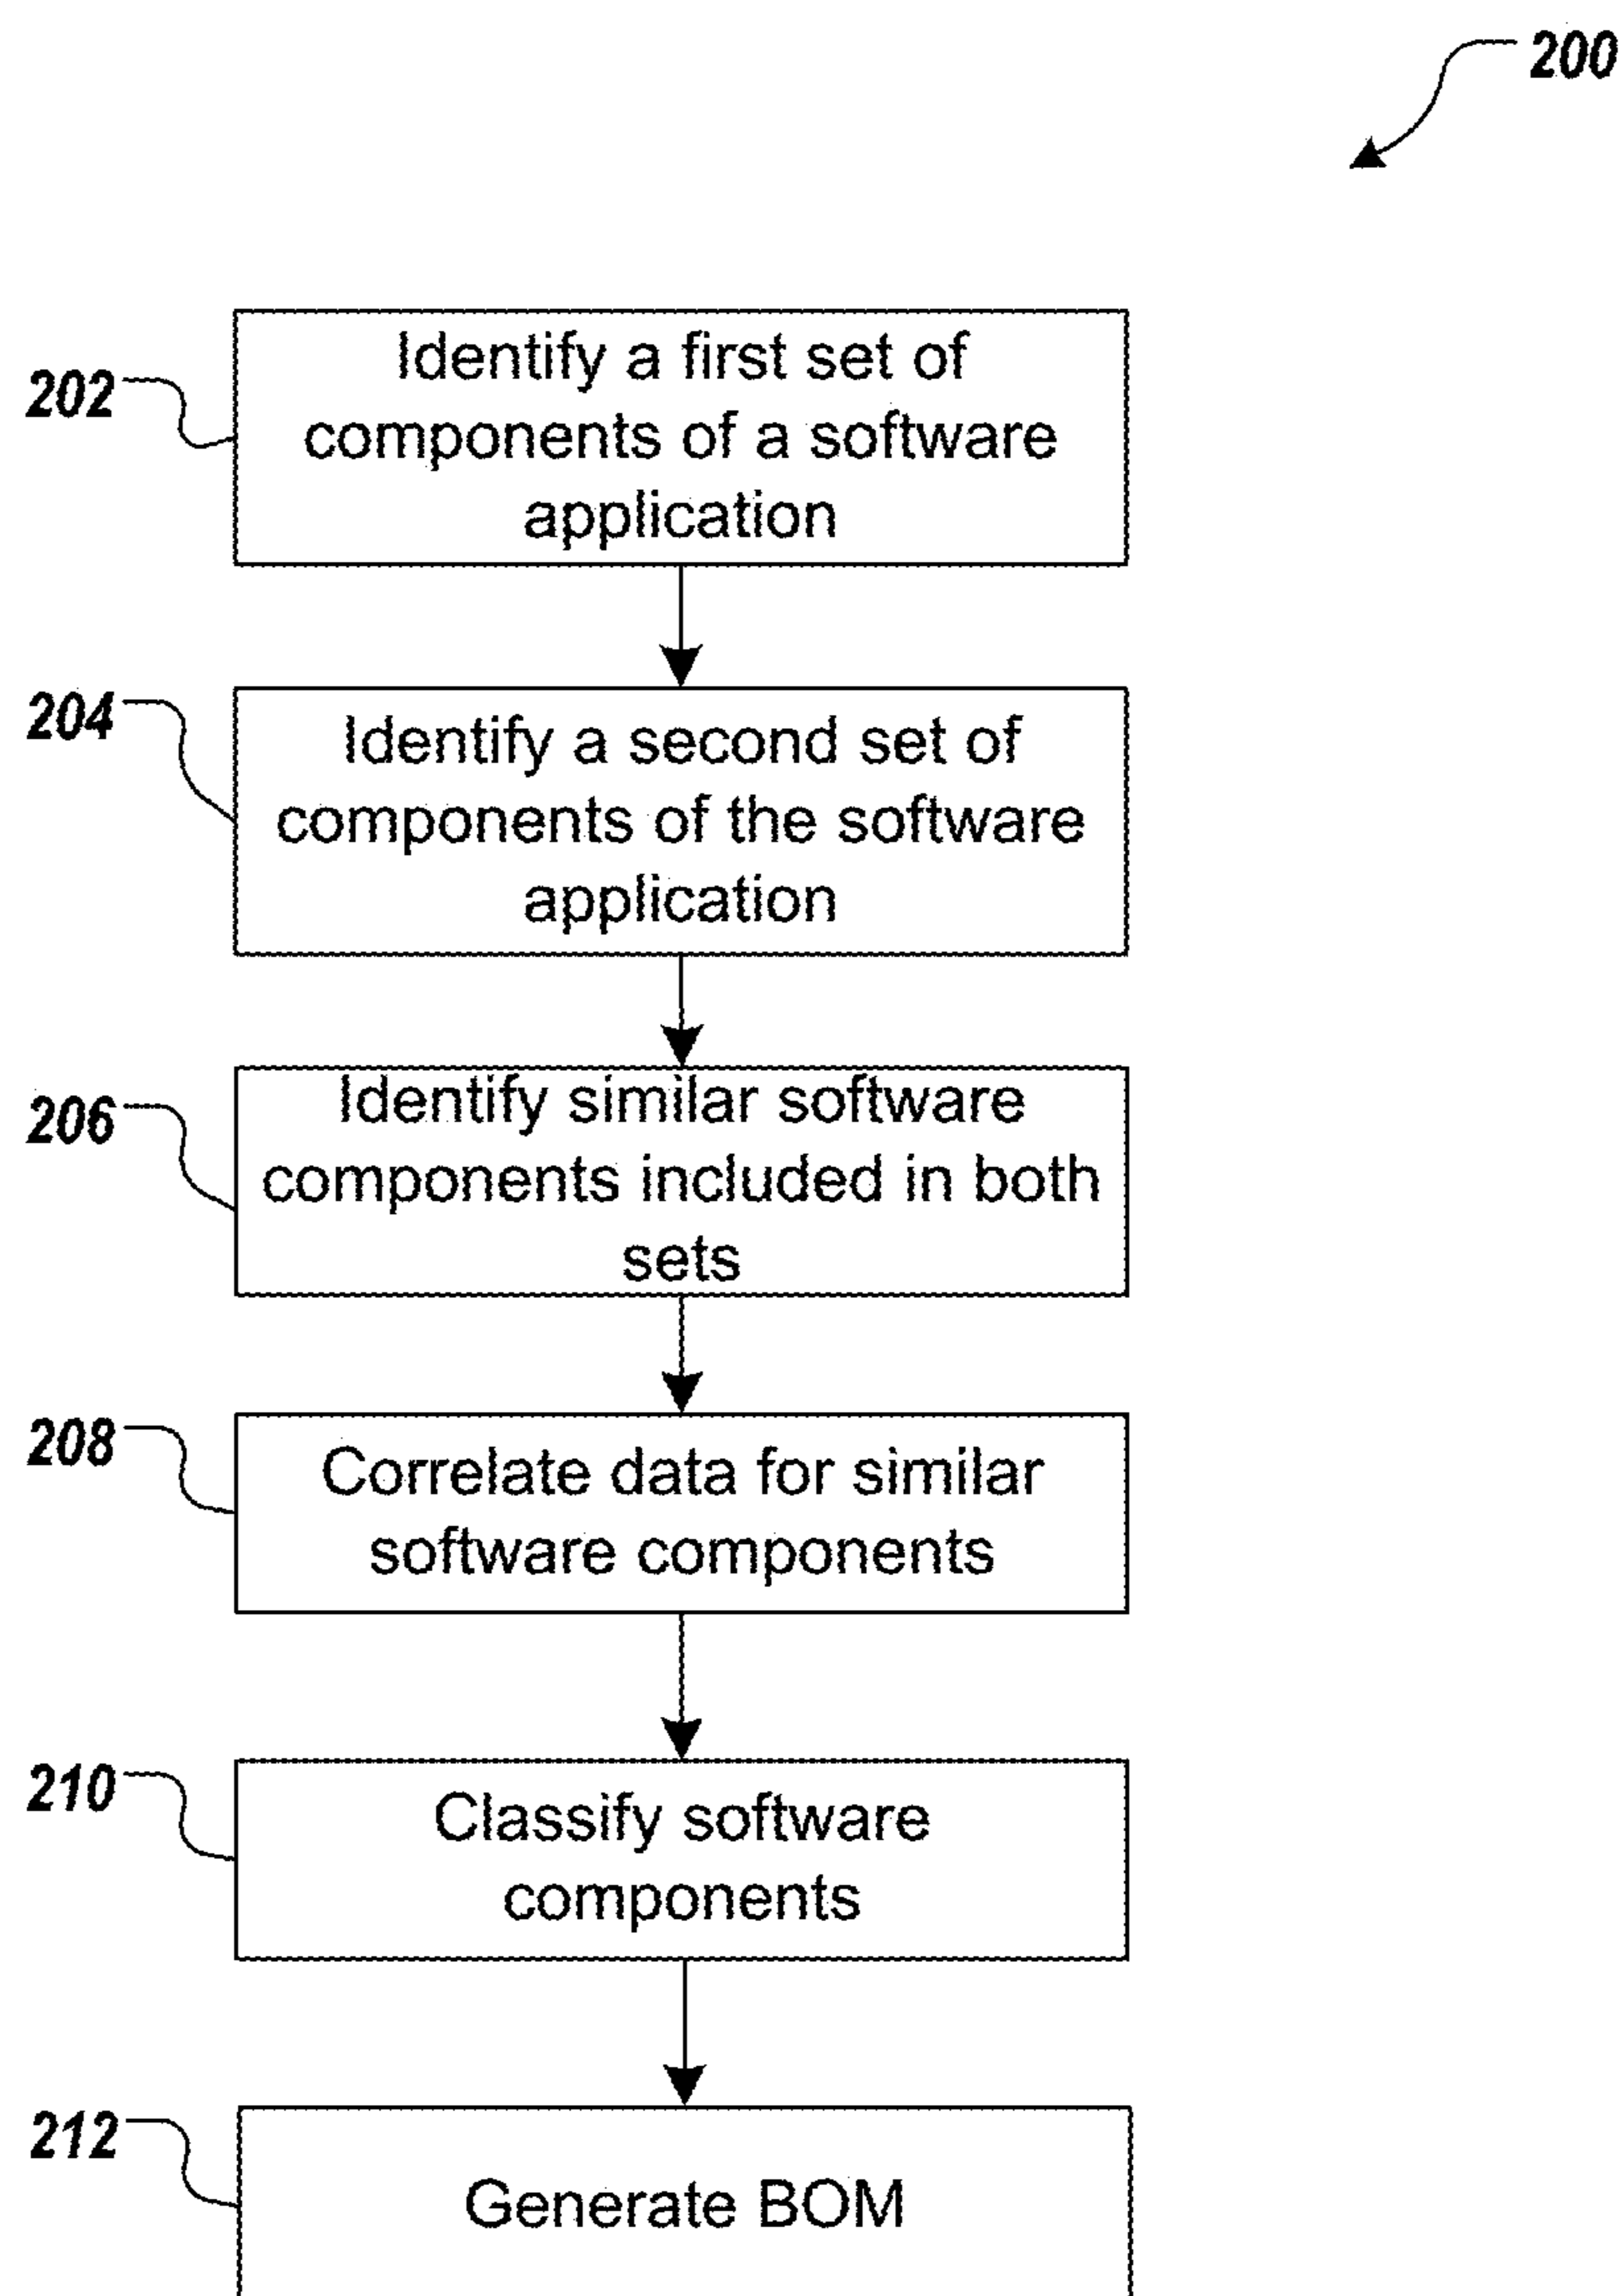 200
202
Identify a first set of
components of a software
application
204
Identify a second set of
components of the software
application
206
Identify similar software
components included in both
sets
208
Correlate data for similar
software components
210
Classify software
components
212
Generate BOM